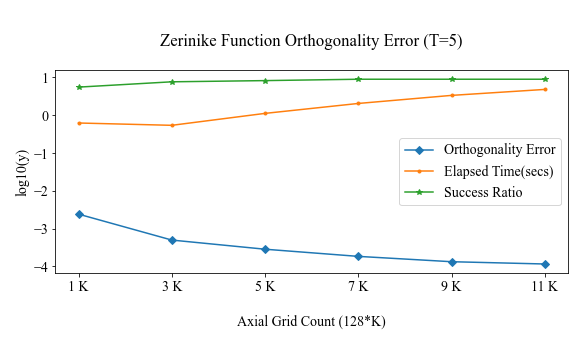 Zerinike Function Orthogonality Error (T=5)
log10(y)
1
0
−1
−2
−3
−4
Orthogonality Error
Elapsed Time(secs)
Success Ratio
1 K 3 K 5 K 7 K 9 K 11 K
Axial Grid Count (128*K)